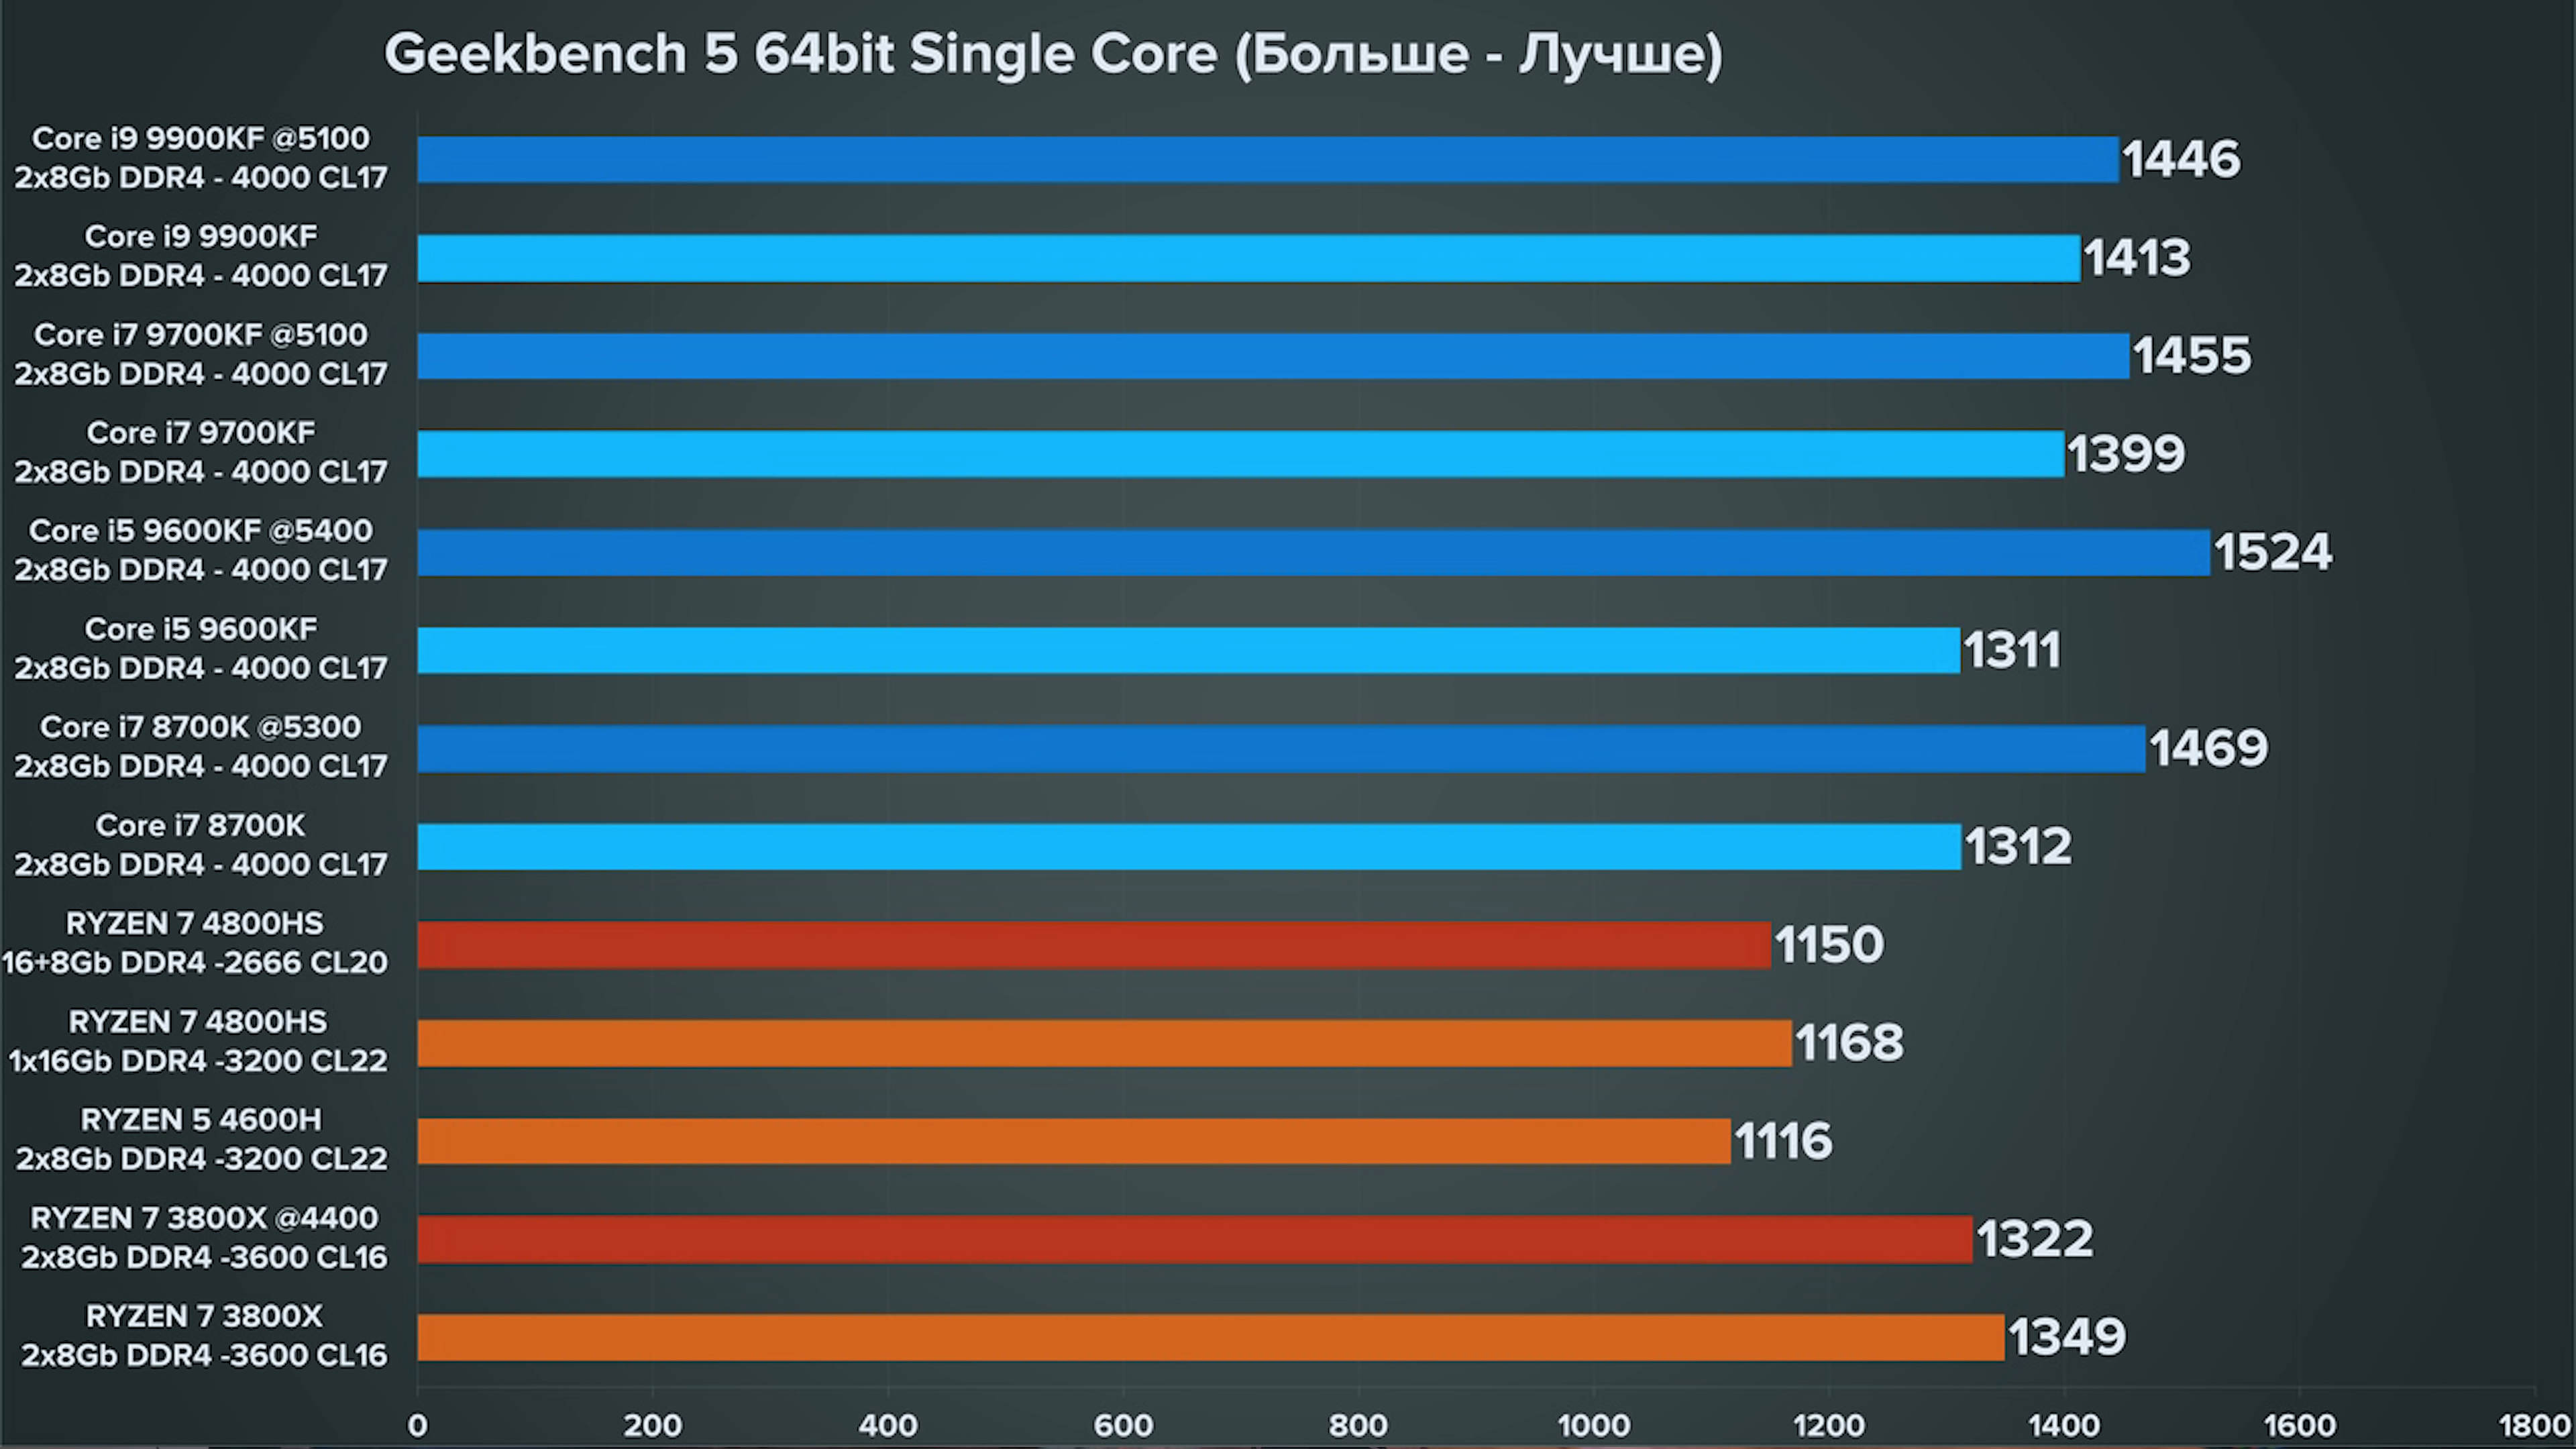 Geekbench 5 64bit Single Core (Больше - Лучше)
Core i9 9900KF @5100
2x8Gb DDR4 - 4000 CL17
1446
Core i9 9900KF
2x8Gb DDR4 - 4000 CL17
1413
Core i7 9700KF @5100
2x8Gb DDR4 - 4000 CL17
1455
Core i7 9700KF
2x8Gb DDR4 - 4000 CL17
1399
Core i5 9600KF @5400
2x8Gb DDR4 - 4000 CL17
1524
Core i5 9600KF
2x8Gb DDR4 - 4000 CL17
1311
Core i7 8700K @5300
2x8Gb DDR4 - 4000 CL17
1469
Core i7 8700K
2x8Gb DDR4 - 4000 CL17
1312
RYZEN 7 4800HS
16+8Gb DDR4 -2666 CL20
1150
RYZEN 7 4800HS
1x16Gb DDR4 -3200 CL22
1168
RYZEN 5 4600H
2x8Gb DDR4 -3200 CL22
1116
RYZEN 7 3800X @4400
2x8Gb DDR4 -3600 CL16
1322
RYZEN 7 3800X
2x8Gb DDR4 -3600 CL16
1349
0 200 400 600 800 1000 1200 1400 1600 1800